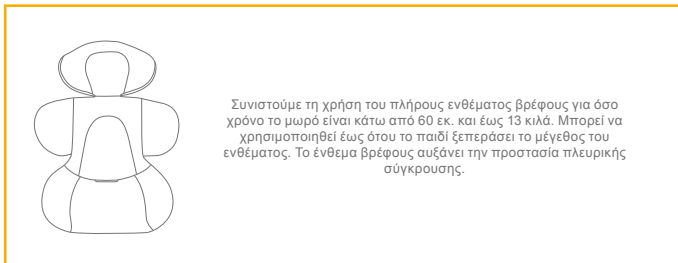 Συνιστούμε τη χρήση του πλήρους ενθέματος βρέφους για όσο
χρόνο το μωρό είναι κάτω από 60 εκ. και έως 13 κιλά. Μπορεί να
χρησιμοποιηθεί έως ότου το παιδί ξεπεράσει το μέγεθος του
ενθέματος. Το ένθεμα βρέφους αυξάνει την προστασία πλευρικής
σύγκρουσης.